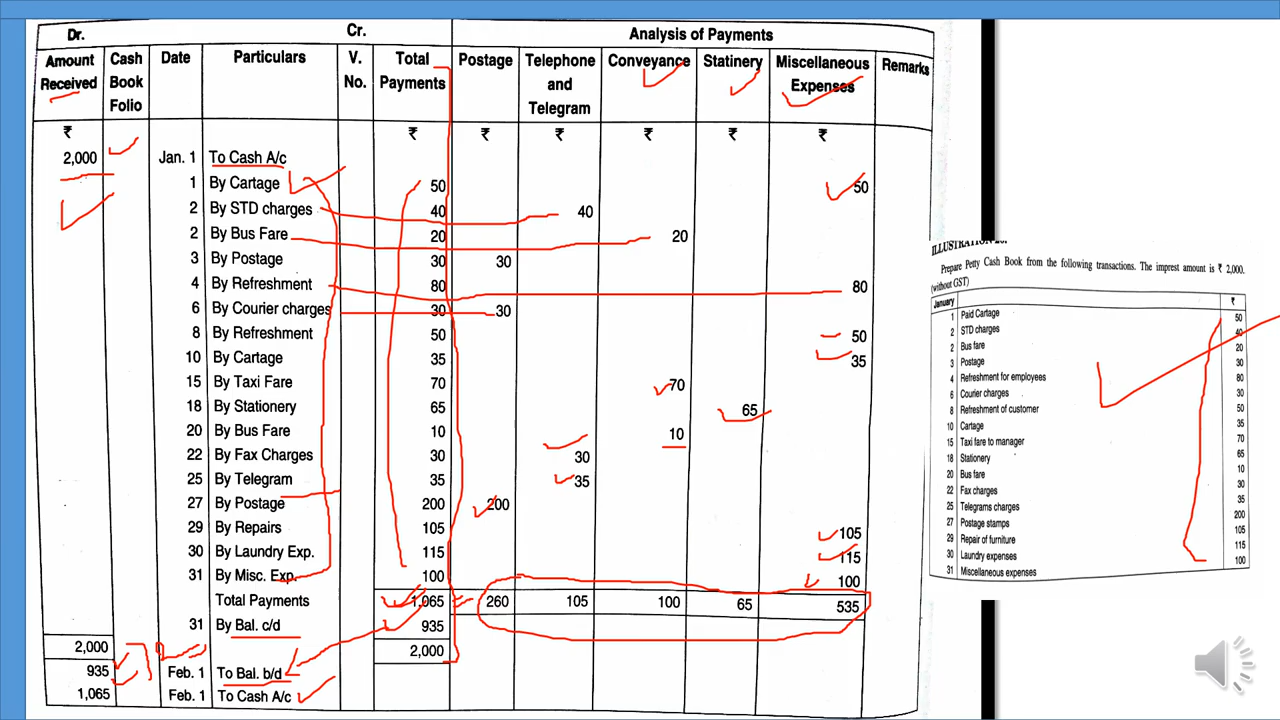 Dr. Cr. Analysis of Payments
Amount Received Cash Book Folio Date Particulars V. No. Total Payments Postage Telephone and Telegram Conveyance Statinery Miscellaneous Expenses Remarks
₹ ₹ ₹ ₹ ₹ ₹ ₹
2,000 Jan. 1 To Cash A/c
1 By Cartage 50 50
2 By STD charges 40 40
2 By Bus Fare 20 20
3 By Postage 30 30
4 By Refreshment 80 80
6 By Courier charges 30 30
8 By Refreshment 50 50
10 By Cartage 35 35
15 By Taxi Fare 70 70
18 By Stationery 65 65
20 By Bus Fare 10 10
22 By Fax Charges 30 30
25 By Telegram 35 35
27 By Postage 200 200
29 By Repairs 105 105
30 By Laundry Exp. 115 115
31 By Misc. Exp. 100 100
Total Payments 1,065 260 105 100 65 535
31 By Bal. c/d 935
2,000 2,000
935 Feb. 1 To Bal. b/d
1,065 Feb. 1 To Cash A/c
Prepare Petty Cash Book from the following transactions. The imprest amount is ₹ 2,000.
(without GST)
January ₹
1 Paid Cartage 50
2 STD charges 40
2 Bus fare 20
3 Postage 30
4 Refreshment for employees 80
6 Courier charges 30
8 Refreshment of customer 50
10 Cartage 35
15 Taxi fare to manager 70
18 Stationery 65
20 Bus fare 10
22 Fax charges 30
25 Telegrams charges 35
27 Postage stamps 200
29 Repair of furniture 105
30 Laundry expenses 115
31 Miscellaneous expenses 100